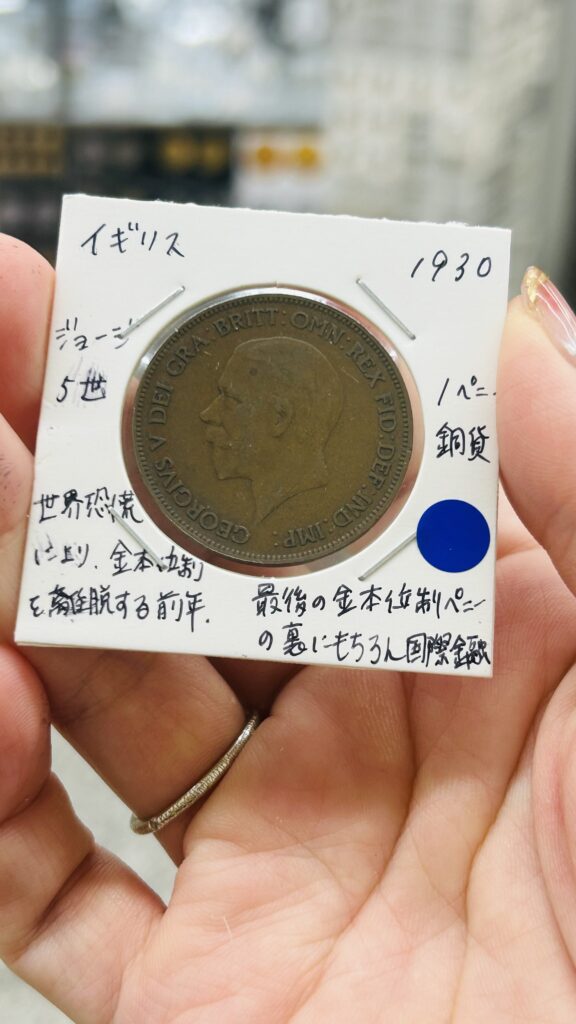 イギリス
1930
ジョージ
5世
1ペニー
銅貨
GEORGIVS V DEI GRA: BRITT: OMN: REX FID: DEF: IND: IMP:
世界恐慌
により、金本位制
を離脱する前年.
最後の金本位制ペニー
の裏にもちろん国際金融